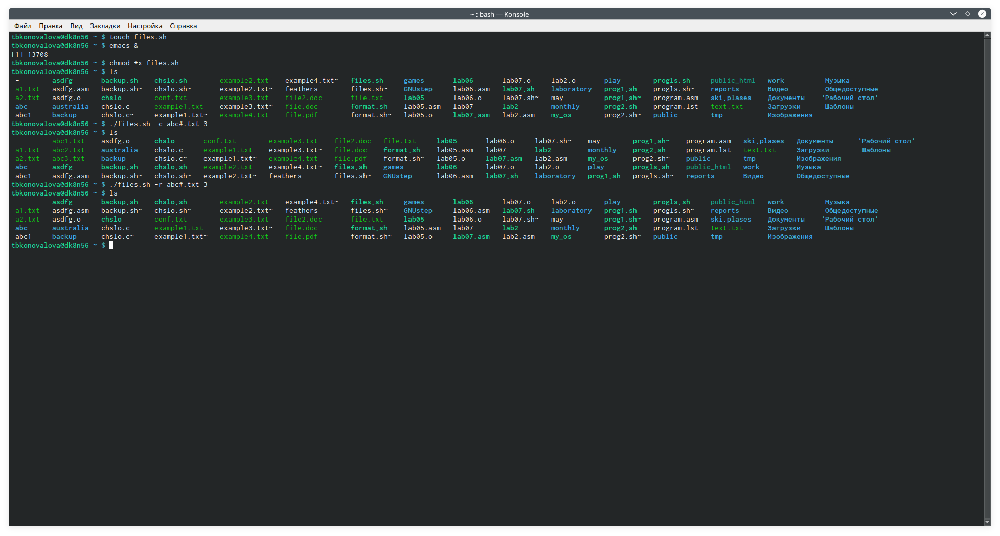 ~ : bash — Konsole
Файл Правка Вид Закладки Настройка Справка
tbkonovalova@dk8n56 ~ $ touch files.sh
tbkonovalova@dk8n56 ~ $ emacs &
[1] 13708
tbkonovalova@dk8n56 ~ $ chmod +x files.sh
tbkonovalova@dk8n56 ~ $ ls
- asdfg backup.sh chslo.sh example2.txt example4.txt~ files.sh games lab06 lab07.o lab2.o play progls.sh public_html work Музыка
a1.txt asdfg.asm backup.sh~ chslo.sh~ example2.txt~ feathers files.sh~ GNUstep lab06.asm lab07.sh laboratory prog1.sh progls.sh~ reports Видео Общедоступные
a2.txt asdfg.o chslo conf.txt example3.txt file2.doc file.txt lab05 lab06.o lab07.sh~ may prog1.sh~ program.asm ski.plases Документы 'Рабочий стол'
abc australia chslo.c example1.txt example3.txt~ file.doc format.sh lab05.asm lab07 lab2 monthly prog2.sh program.lst text.txt Загрузки Шаблоны
abc1 backup chslo.c~ example1.txt~ example4.txt file.pdf format.sh~ lab05.o lab07.asm lab2.asm my_os prog2.sh~ public tmp Изображения
tbkonovalova@dk8n56 ~ $ ./files.sh -c abc#.txt 3
tbkonovalova@dk8n56 ~ $ ls
- abc1.txt asdfg.o chslo conf.txt example3.txt file2.doc file.txt lab05 lab06.o lab07.sh~ may prog1.sh~ program.asm ski.plases Документы 'Рабочий стол'
a1.txt abc2.txt australia chslo.c example1.txt example3.txt~ file.doc format.sh lab05.asm lab07 lab2 monthly prog2.sh program.lst text.txt Загрузки Шаблоны
a2.txt abc3.txt backup chslo.c~ example1.txt~ example4.txt file.pdf format.sh~ lab05.o lab07.asm lab2.asm my_os prog2.sh~ public tmp Изображения
abc asdfg backup.sh chslo.sh example2.txt example4.txt~ files.sh games lab06 lab07.o lab2.o play progls.sh public_html work Музыка
abc1 asdfg.asm backup.sh~ chslo.sh~ example2.txt~ feathers files.sh~ GNUstep lab06.asm lab07.sh laboratory prog1.sh progls.sh~ reports Видео Общедоступные
tbkonovalova@dk8n56 ~ $ ./files.sh -r abc#.txt 3
tbkonovalova@dk8n56 ~ $ ls
- asdfg backup.sh chslo.sh example2.txt example4.txt~ files.sh games lab06 lab07.o lab2.o play progls.sh public_html work Музыка
a1.txt asdfg.asm backup.sh~ chslo.sh~ example2.txt~ feathers files.sh~ GNUstep lab06.asm lab07.sh laboratory prog1.sh progls.sh~ reports Видео Общедоступные
a2.txt asdfg.o chslo conf.txt example3.txt file2.doc file.txt lab05 lab06.o lab07.sh~ may prog1.sh~ program.asm ski.plases Документы 'Рабочий стол'
abc australia chslo.c example1.txt example3.txt~ file.doc format.sh lab05.asm lab07 lab2 monthly prog2.sh program.lst text.txt Загрузки Шаблоны
abc1 backup chslo.c~ example1.txt~ example4.txt file.pdf format.sh~ lab05.o lab07.asm lab2.asm my_os prog2.sh~ public tmp Изображения
tbkonovalova@dk8n56 ~ $